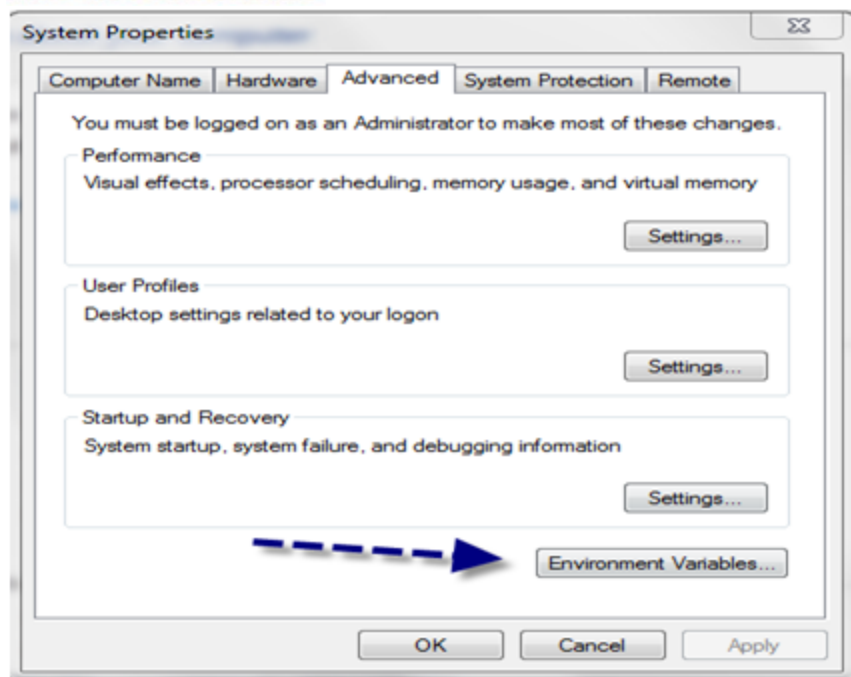 System Properties
Computer Name Hardware Advanced System Protection Remote
You must be logged on as an Administrator to make most of these changes.
Performance
Visual effects, processor scheduling, memory usage, and virtual memory
Settings...
User Profiles
Desktop settings related to your logon
Settings...
Startup and Recovery
System startup, system failure, and debugging information
Settings...
Environment Variables...
OK Cancel Apply